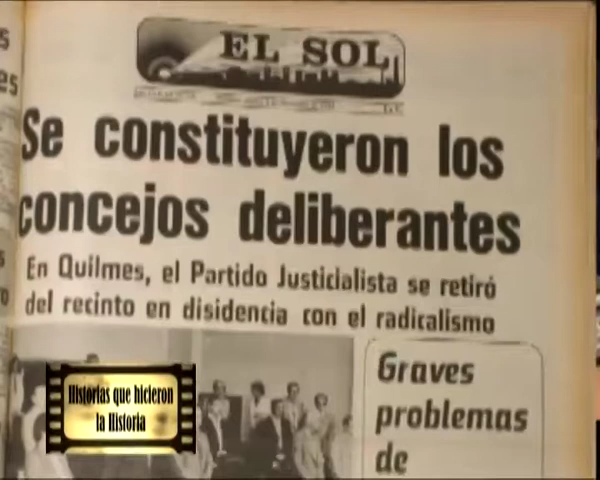 EL SOL
Se constituyeron los
concejos deliberantes
En Quilmes, el Partido Justicialista se retiró
del recinto en disidencia con el radicalismo
Graves
problemas
de
Historias que hicieron
la Historia